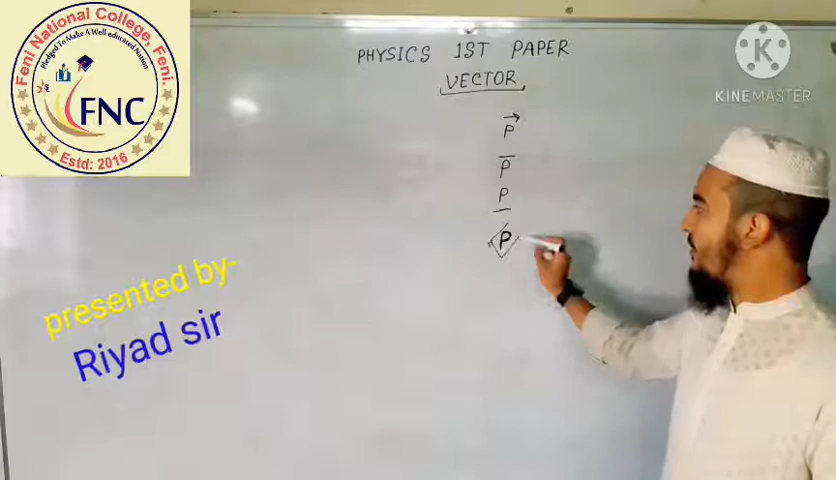 Feni National College, Feni.
Pledged To Make A Well-educated Nation
FNC
Estd: 2016
PHYSICS 1ST PAPER
VECTOR
P
P
P
P
K
KINEMASTER
presented by-
Riyad sir